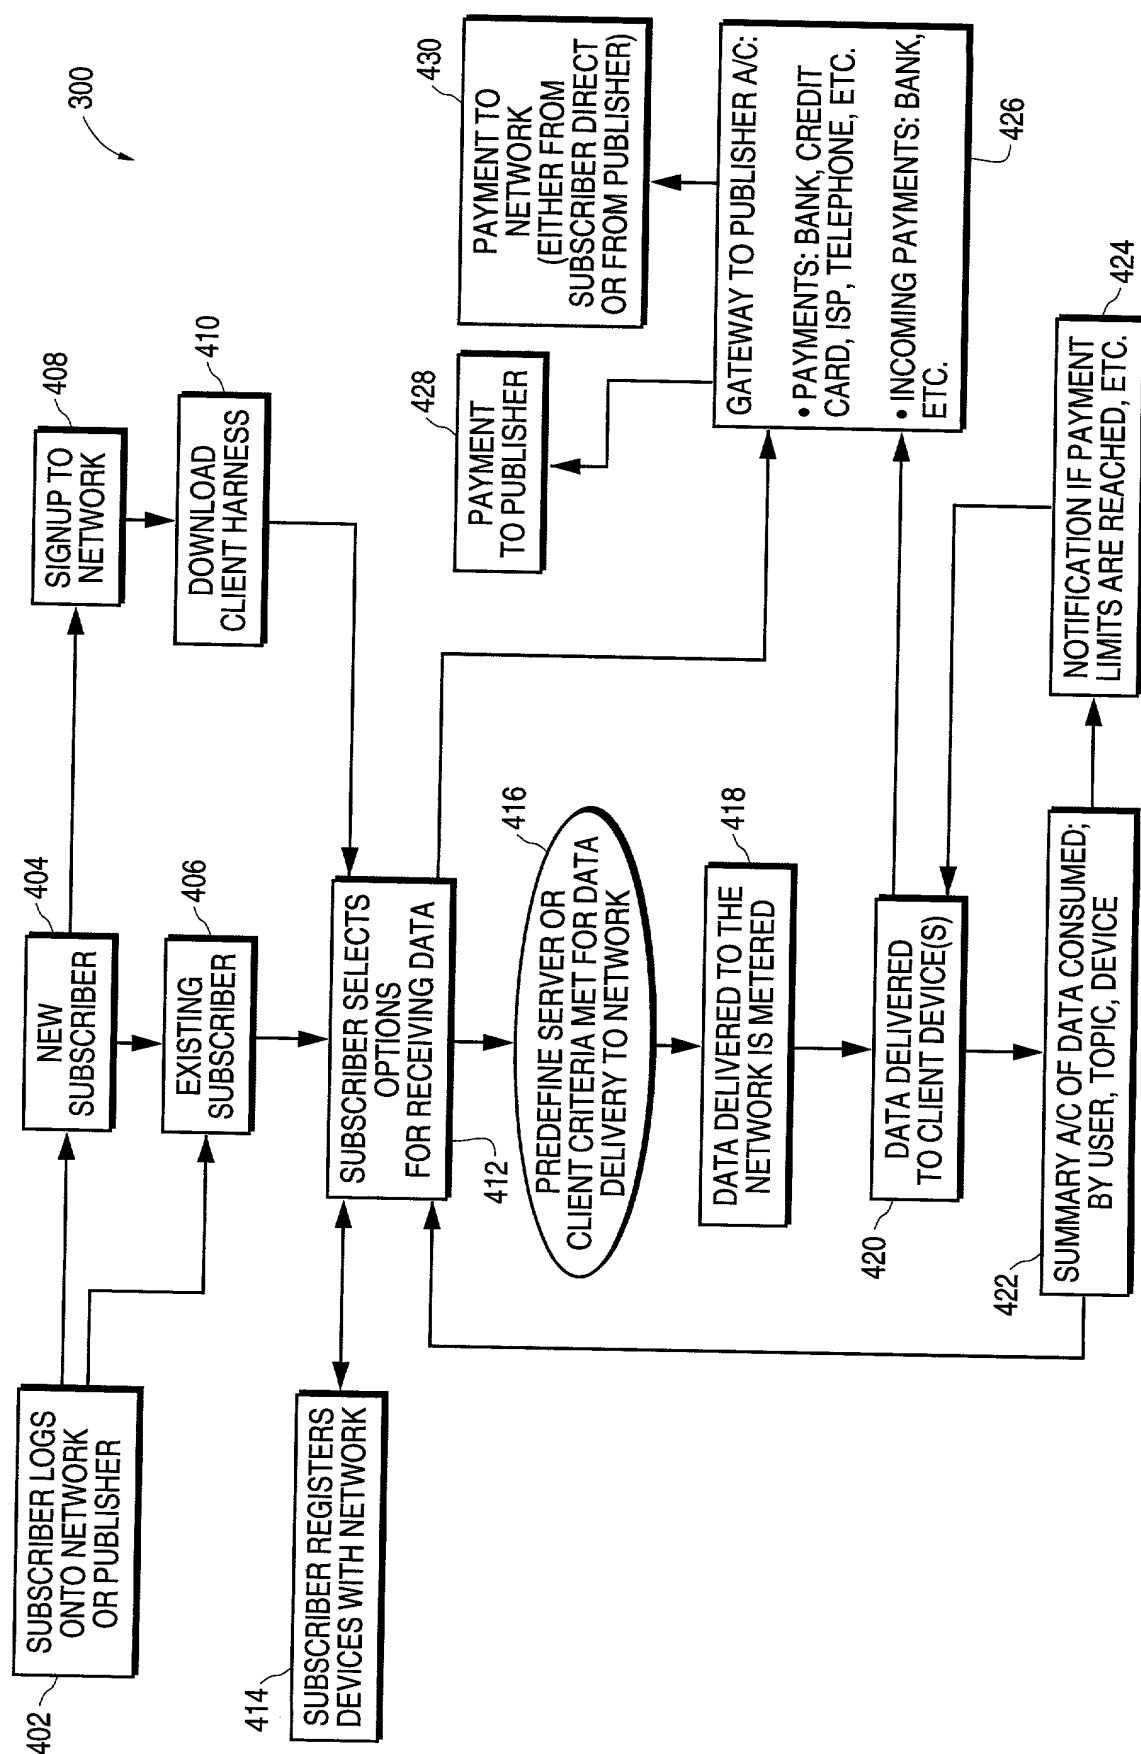 300
402
SUBSCRIBER LOGS
ONTO NETWORK
OR PUBLISHER
404
NEW
SUBSCRIBER
406
EXISTING
SUBSCRIBER
408
SIGNUP TO
NETWORK
410
DOWNLOAD
CLIENT HARNESS
414
SUBSCRIBER REGISTERS
DEVICES WITH NETWORK
SUBSCRIBER SELECTS
OPTIONS
FOR RECEIVING DATA
412
416
PREDEFINE SERVER OR
CLIENT CRITERIA MET FOR DATA
DELIVERY TO NETWORK
418
DATA DELIVERED TO THE
NETWORK IS METERED
420
DATA DELIVERED
TO CLIENT DEVICE(S)
422
SUMMARY A/C OF DATA CONSUMED;
BY USER, TOPIC, DEVICE
424
NOTIFICATION IF PAYMENT
LIMITS ARE REACHED, ETC.
426
GATEWAY TO PUBLISHER A/C:
• PAYMENTS: BANK, CREDIT
CARD, ISP, TELEPHONE, ETC.
• INCOMING PAYMENTS: BANK,
ETC.
428
PAYMENT
TO PUBLISHER
430
PAYMENT TO
NETWORK
(EITHER FROM
SUBSCRIBER DIRECT
OR FROM PUBLISHER)